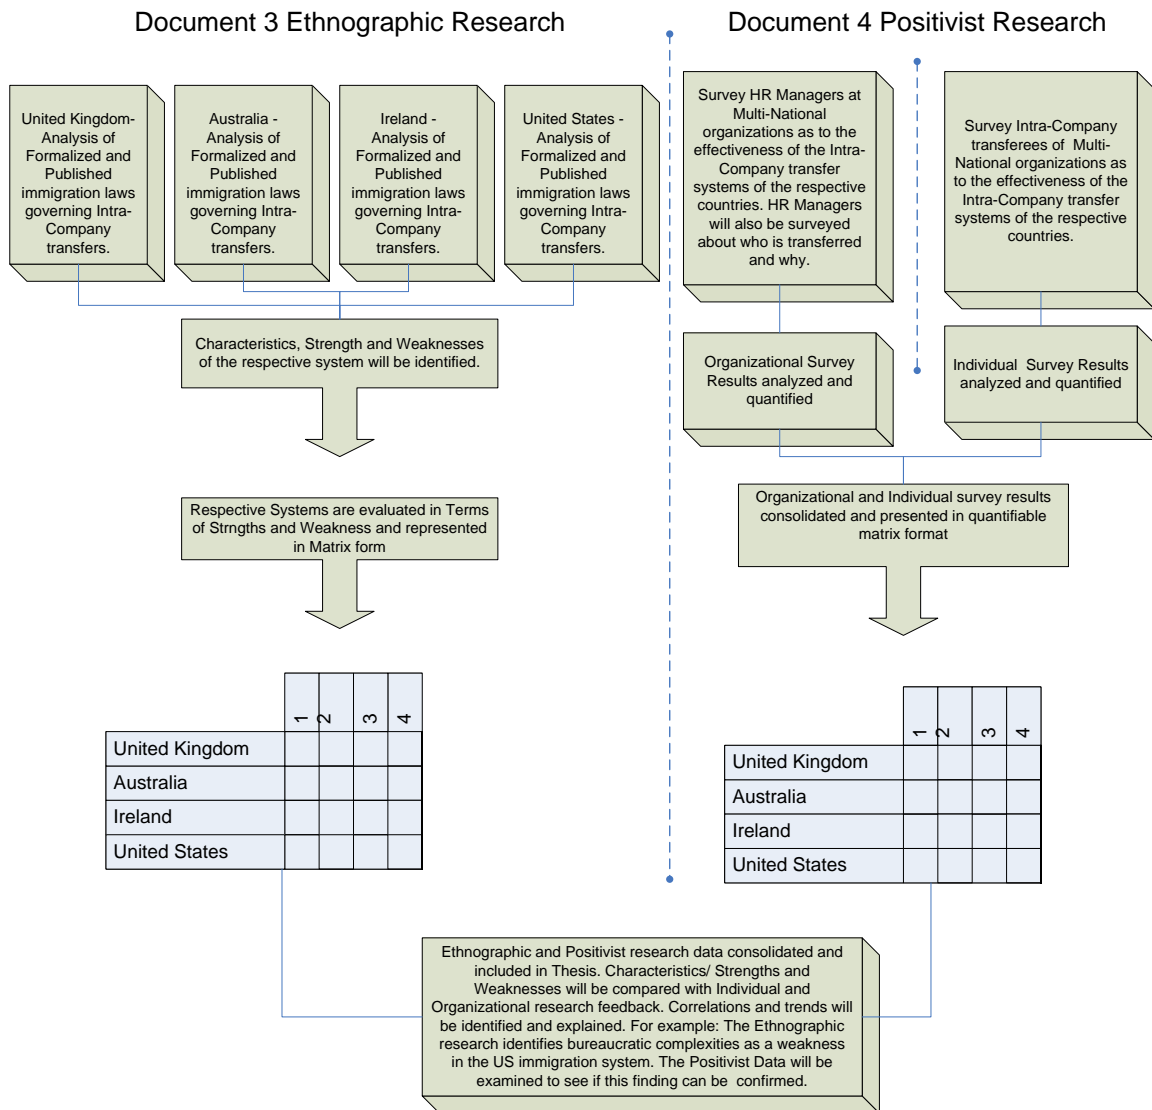 Document 3 Ethnographic Research
United Kingdom-
Analysis of
Formalized and
Published
immigration laws
governing Intra-
Company
transfers.
Australia -
Analysis of
Formalized and
Published
immigration laws
governing Intra-
Company
transfers.
Ireland -
Analysis of
Formalized and
Published
immigration laws
governing Intra-
Company
transfers.
United States -
Analysis of
Formalized and
Published
immigration laws
governing Intra-
Company
transfers.
Characteristics, Strength and Weaknesses
of the respective system will be identified.
Respective Systems are evaluated in Terms
of Strngths and Weakness and represented
in Matrix form
1
2
3
4
United Kingdom
Australia
Ireland
United States
Document 4 Positivist Research
Survey HR Managers at
Multi-National
organizations as to the
effectiveness of the Intra-
Company transfer
systems of the respective
countries. HR Managers
will also be surveyed
about who is transferred
and why.
Survey Intra-Company
transferees of  Multi-
National organizations as
to the effectiveness of the
Intra-Company transfer
systems of the respective
countries.
Organizational Survey
Results analyzed and
quantified
Individual  Survey Results
analyzed and quantified
Organizational and Individual survey results
consolidated and presented in quantifiable
matrix format
1
2
3
4
United Kingdom
Australia
Ireland
United States
Ethnographic and Positivist research data consolidated and
included in Thesis. Characteristics/ Strengths and
Weaknesses will be compared with Individual and
Organizational research feedback. Correlations and trends will
be identified and explained. For example: The Ethnographic
research identifies bureaucratic complexities as a weakness
in the US immigration system. The Positivist Data will be
examined to see if this finding can be  confirmed.